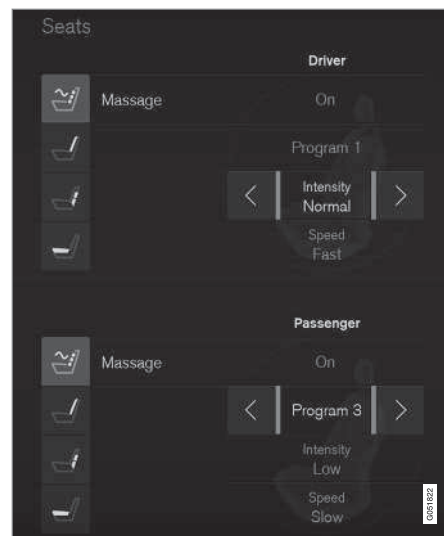 Seats
Driver
Massage On
Program 1
Intensity
Normal
Speed
Fast
Passenger
Massage On
Program 3
Intensity
Low
Speed
Slow
G051822